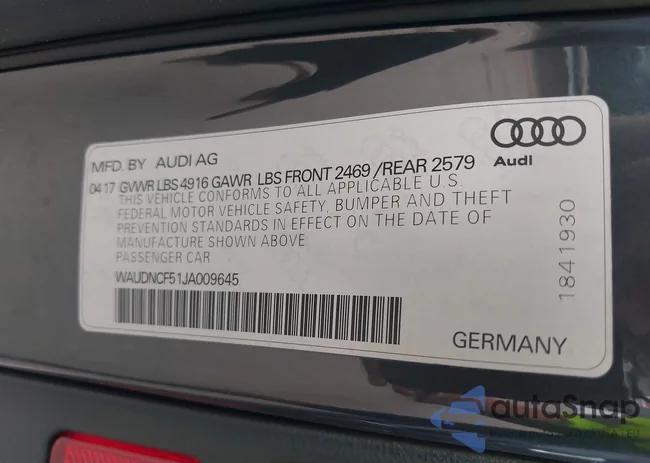 MFD. BY AUDI AG
Audi
04 17 GVWR LBS 4916 GAWR LBS FRONT 2469 /REAR 2579
THIS VEHICLE CONFORMS TO ALL APPLICABLE U.S.
FEDERAL MOTOR VEHICLE SAFETY, BUMPER AND THEFT
PREVENTION STANDARDS IN EFFECT ON THE DATE OF
MANUFACTURE SHOWN ABOVE
PASSENGER CAR
WAUDNCF51JA009645
1841930
GERMANY
autoSnap